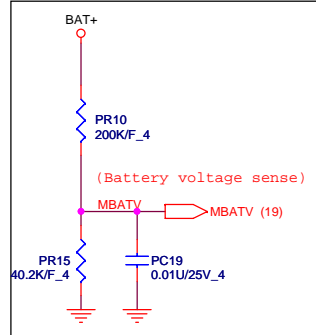 BAT+
PR10
200K/F_4
(Battery voltage sense)
MBATV
MBATV (19)
PR15
40.2K/F_4
PC19
0.01U/25V_4